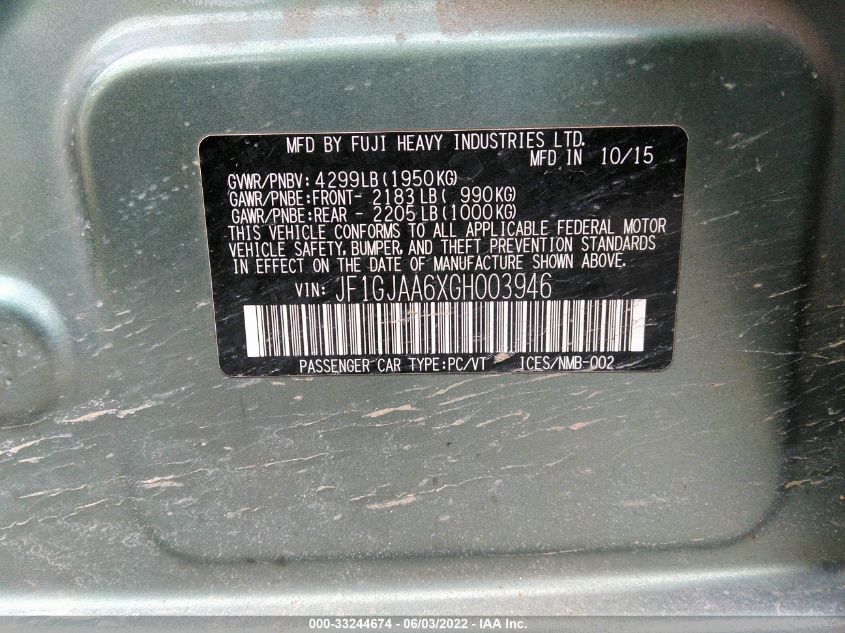 MFD BY FUJI HEAVY INDUSTRIES LTD.
MFD IN 10/15
GVWR/PNBV: 4299LB (1950KG)
GAWR/PNBE:FRONT- 2183 LB ( 990KG)
GAWR/PNBE:REAR - 2205 LB (1000KG)
THIS VEHICLE CONFORMS TO ALL APPLICABLE FEDERAL MOTOR
VEHICLE SAFETY, BUMPER, AND THEFT PREVENTION STANDARDS
IN EFFECT ON THE DATE OF MANUFACTURE SHOWN ABOVE.
VIN: JF1GJAA6XGH003946
PASSENGER CAR TYPE:PC/VT ICES/NMB-002
000-33244674 - 06/03/2022 - IAA Inc.